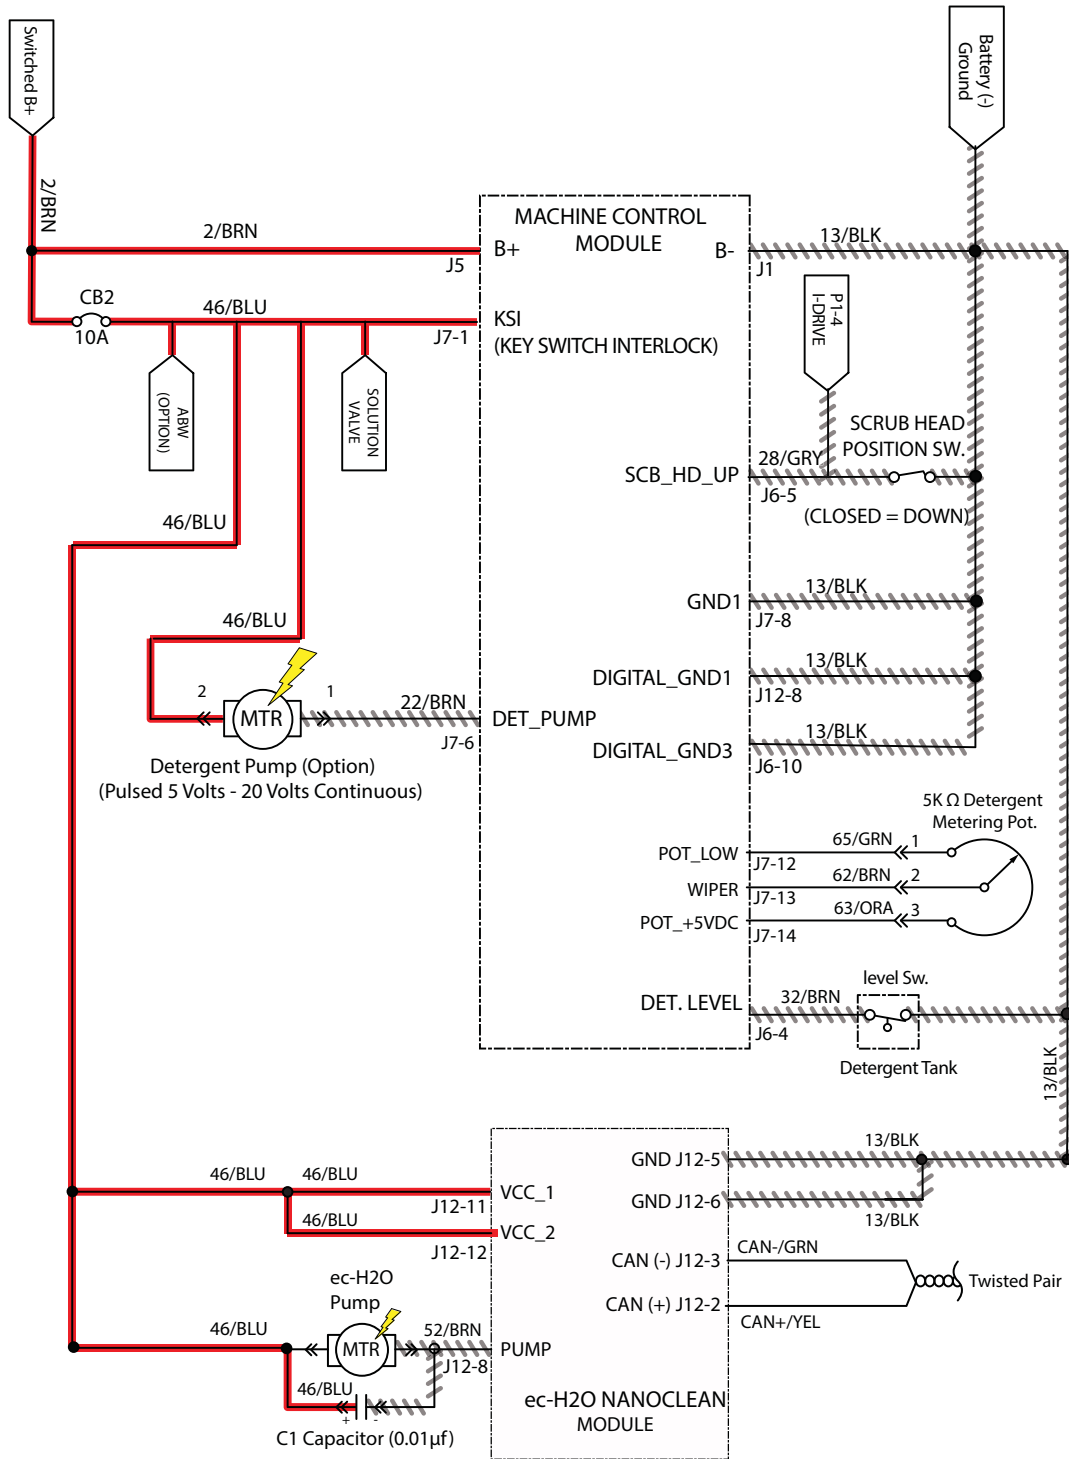 Switched B+
Battery (-)
Ground
2/BRN
2/BRN
J5
MACHINE CONTROL
MODULE
B+
B-
13/BLK
J1
CB2
10A
46/BLU
J7-1
KSI
(KEY SWITCH INTERLOCK)
P1-4
I-DRIVE
ABW
(OPTION)
SOLUTION
VALVE
SCRUB HEAD
POSITION SW.
SCB_HD_UP
28/GRY
J6-5
(CLOSED = DOWN)
46/BLU
46/BLU
GND1
13/BLK
J7-8
DIGITAL_GND1
13/BLK
J12-8
2
MTR
1
22/BRN
J7-6
DET_PUMP
DIGITAL_GND3
13/BLK
J6-10
Detergent Pump (Option)
(Pulsed 5 Volts - 20 Volts Continuous)
5K Ω Detergent
Metering Pot.
POT_LOW
65/GRN
1
J7-12
WIPER
62/BRN
2
J7-13
POT_+5VDC
63/ORA
3
J7-14
level Sw.
DET. LEVEL
32/BRN
J6-4
Detergent Tank
13/BLK
GND J12-5
13/BLK
GND J12-6
13/BLK
46/BLU
46/BLU
J12-11
VCC_1
46/BLU
J12-12
VCC_2
CAN (-) J12-3
CAN-/GRN
Twisted Pair
CAN (+) J12-2
CAN+/YEL
ec-H2O
Pump
46/BLU
MTR
52/BRN
J12-8
PUMP
46/BLU
+
-
C1 Capacitor (0.01µf)
ec-H2O NANOCLEAN
MODULE